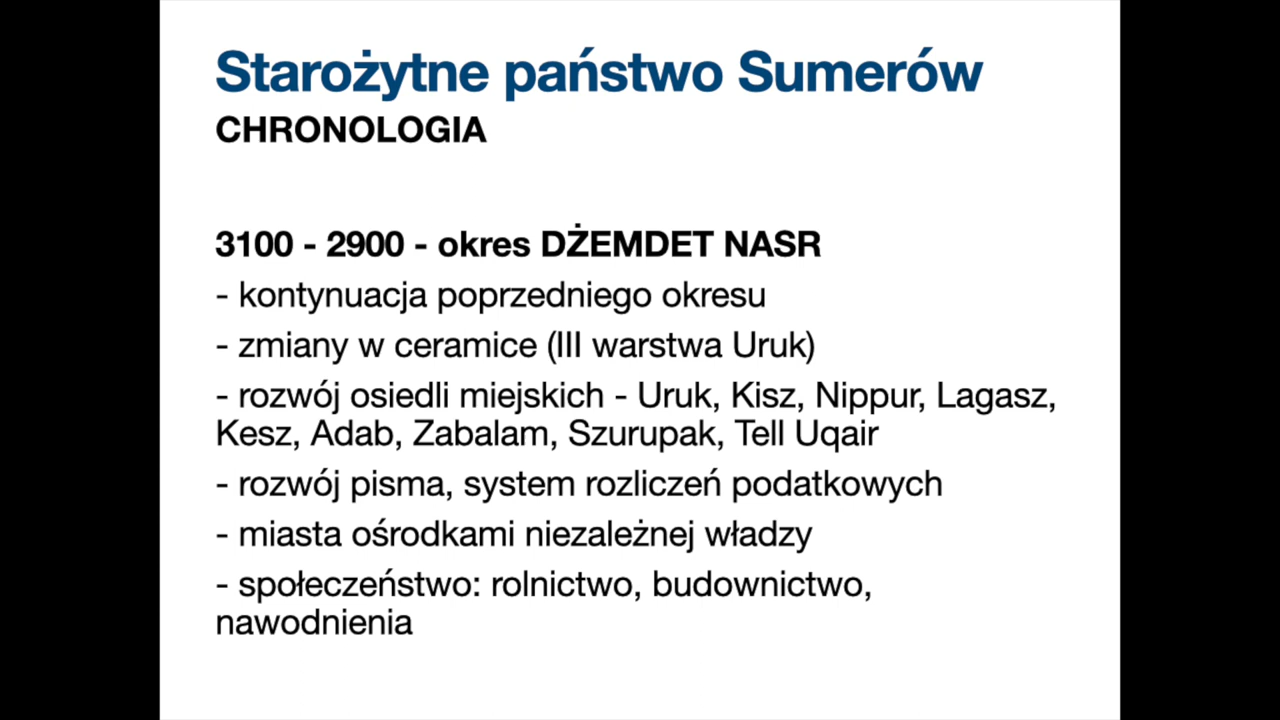 Starożytne państwo Sumerów
CHRONOLOGIA
3100 - 2900 - okres DŻEMDET NASR
- kontynuacja poprzedniego okresu
- zmiany w ceramice (III warstwa Uruk)
- rozwój osiedli miejskich - Uruk, Kisz, Nippur, Lagasz,
Kesz, Adab, Zabalam, Szurupak, Tell Uqair
- rozwój pisma, system rozliczeń podatkowych
- miasta ośrodkami niezależnej władzy
- społeczeństwo: rolnictwo, budownictwo,
nawodnienia